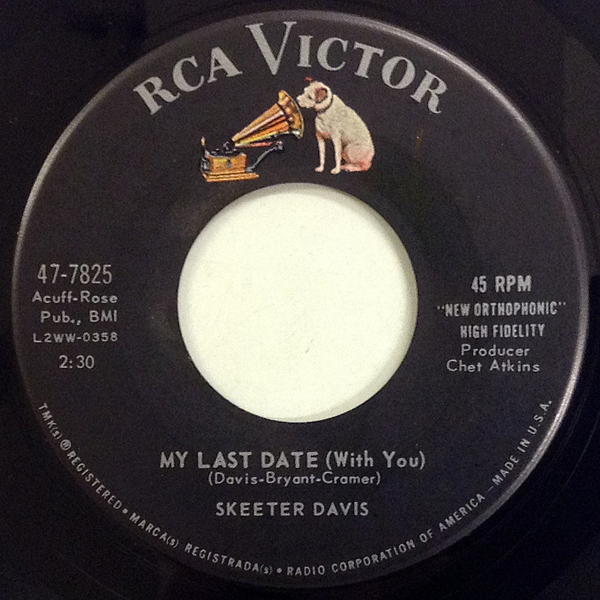 RCA VICTOR
47-7825
Acuff-Rose
Pub., BMI
L2WW-0358
2:30
45 RPM
"NEW ORTHOPHONIC"
HIGH FIDELITY
Producer
Chet Atkins
MY LAST DATE (With You)
(Davis-Bryant-Cramer)
SKEETER DAVIS
TMK(s) ® REGISTERED • MARCA(s) REGISTRADA(s) • RADIO CORPORATION OF AMERICA — MADE IN U.S.A.